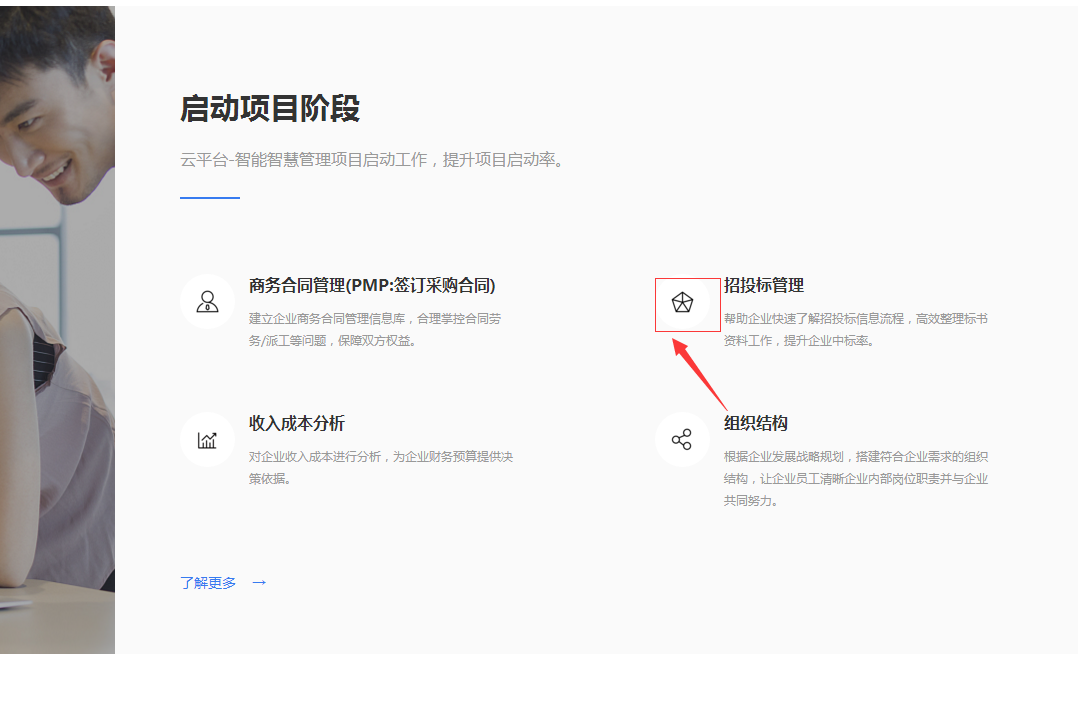 启动项目阶段
云平台-智能智慧管理项目启动工作，提升项目启动率。
商务合同管理(PMP:签订采购合同)
建立企业商务合同管理信息库，合理掌控合同劳
务/派工等问题，保障双方权益。
招投标管理
帮助企业快速了解招投标信息流程，高效整理标书
资料工作，提升企业中标率。
收入成本分析
对企业收入成本进行分析，为企业财务预算提供决
策依据。
组织结构
根据企业发展战略规划，搭建符合企业需求的组织
结构，让企业员工清晰企业内部岗位职责并与企业
共同努力。
了解更多 →